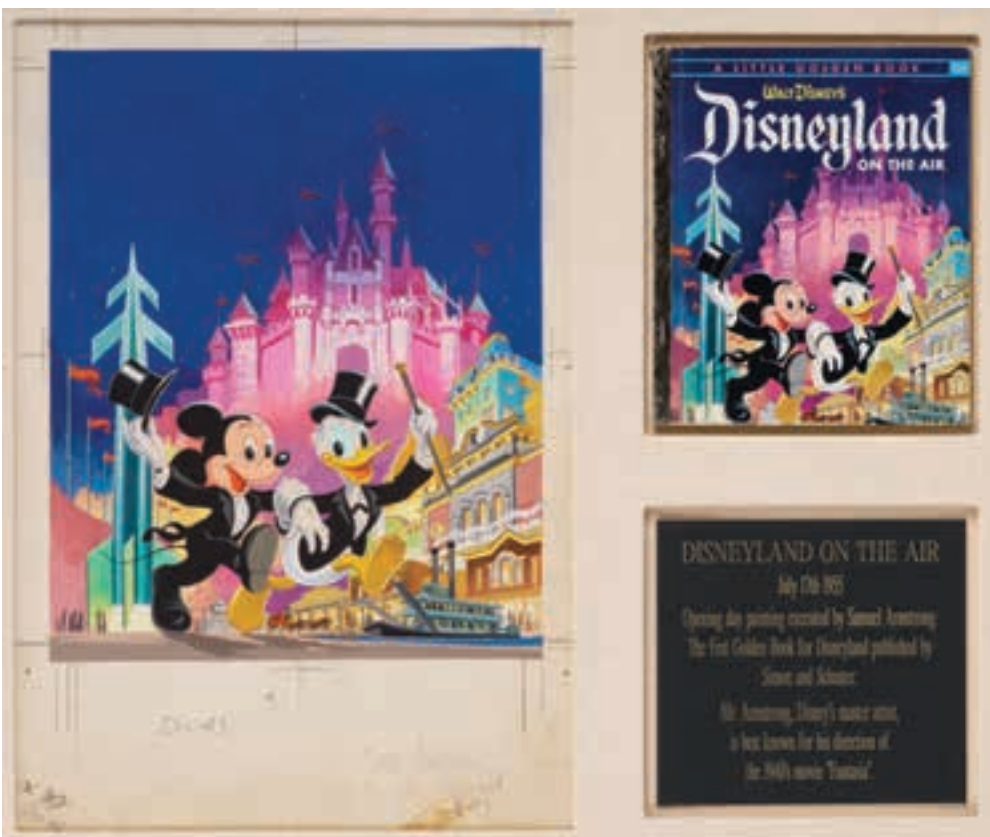 A LITTLE GOLDEN BOOK
WALT DISNEY'S
Disneyland
ON THE AIR
DISNEYLAND ON THE AIR
July 17th 1955
Opening day painting executed by Samuel Armstrong
The First Golden Book for Disneyland published by
Simon and Schuster
Mr. Armstrong, Disney's master artist,
is best known for his direction of
the 1940's movie "Fantasia".